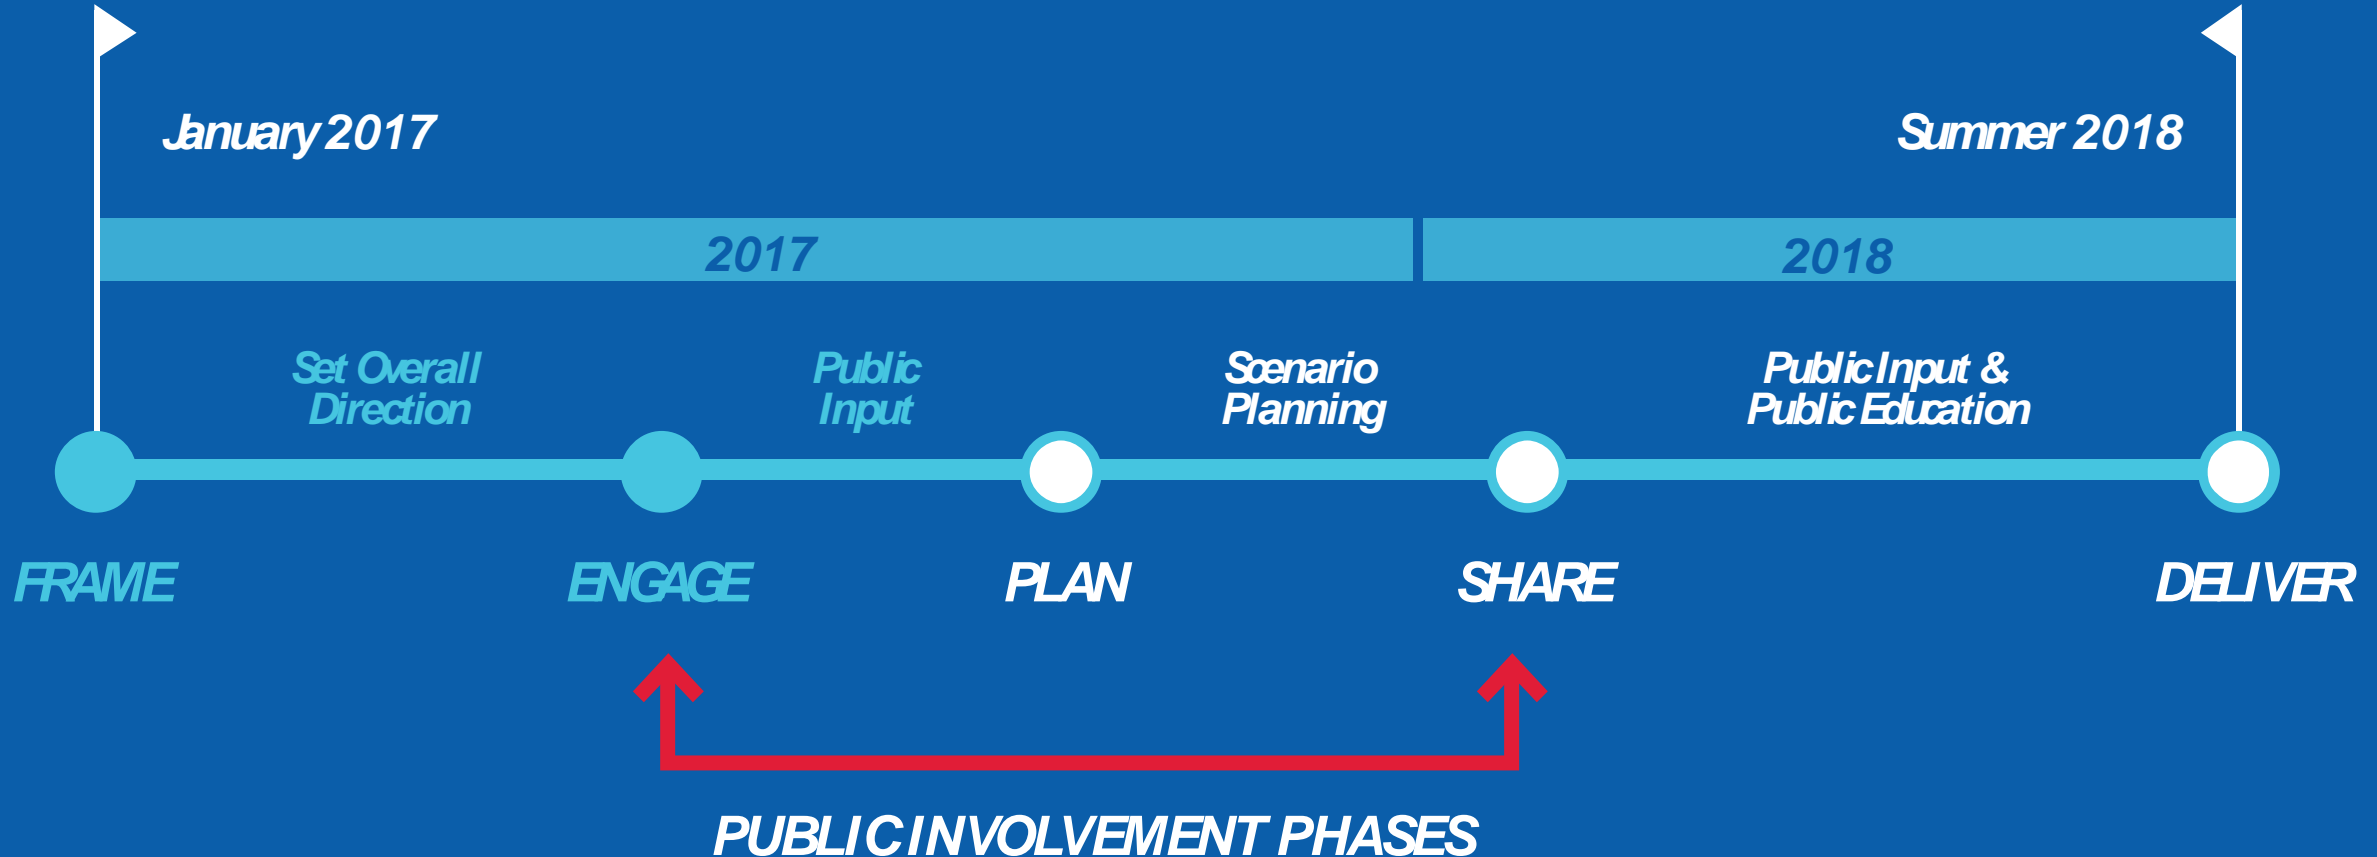 January 2017
Summer 2018
2017
2018
Set Overall
Direction
Public
Input
Scenario
Planning
Public Input &
Public Education
FRAME
ENGAGE
PLAN
SHARE
DELIVER
PUBLIC INVOLVEMENT PHASES